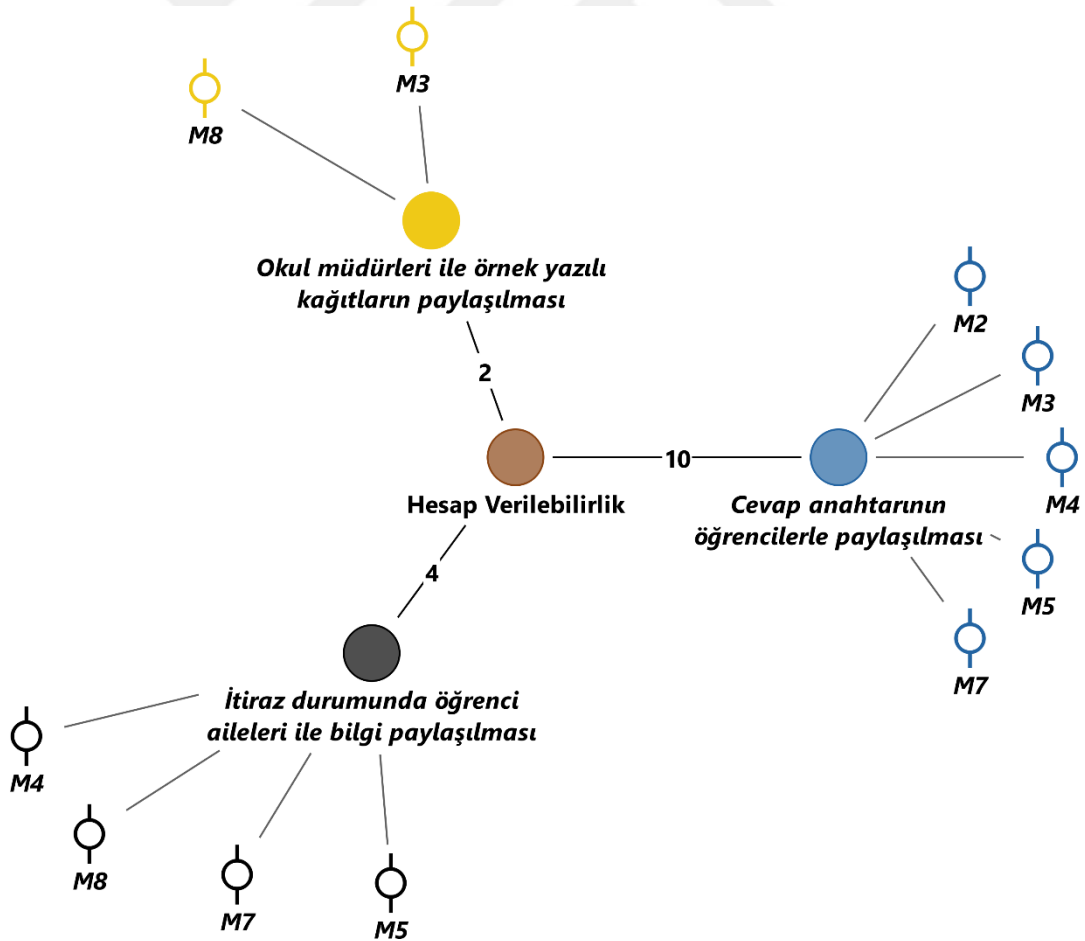 M3
M8
Okul müdürleri ile örnek yazılı
kağıtların paylaşılması
M2
2
M3
10
M4
Hesap Verilebilirlik
Cevap anahtarının
öğrencilerle paylaşılması
M5
4
M7
İtiraz durumunda öğrenci
aileleri ile bilgi paylaşılması
M4
M8
M7
M5